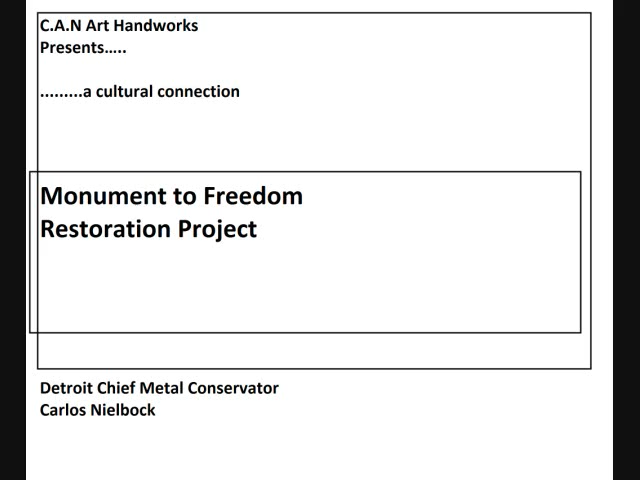 C.A.N Art Handworks
Presents…..
………a cultural connection
Monument to Freedom
Restoration Project
Detroit Chief Metal Conservator
Carlos Nielbock